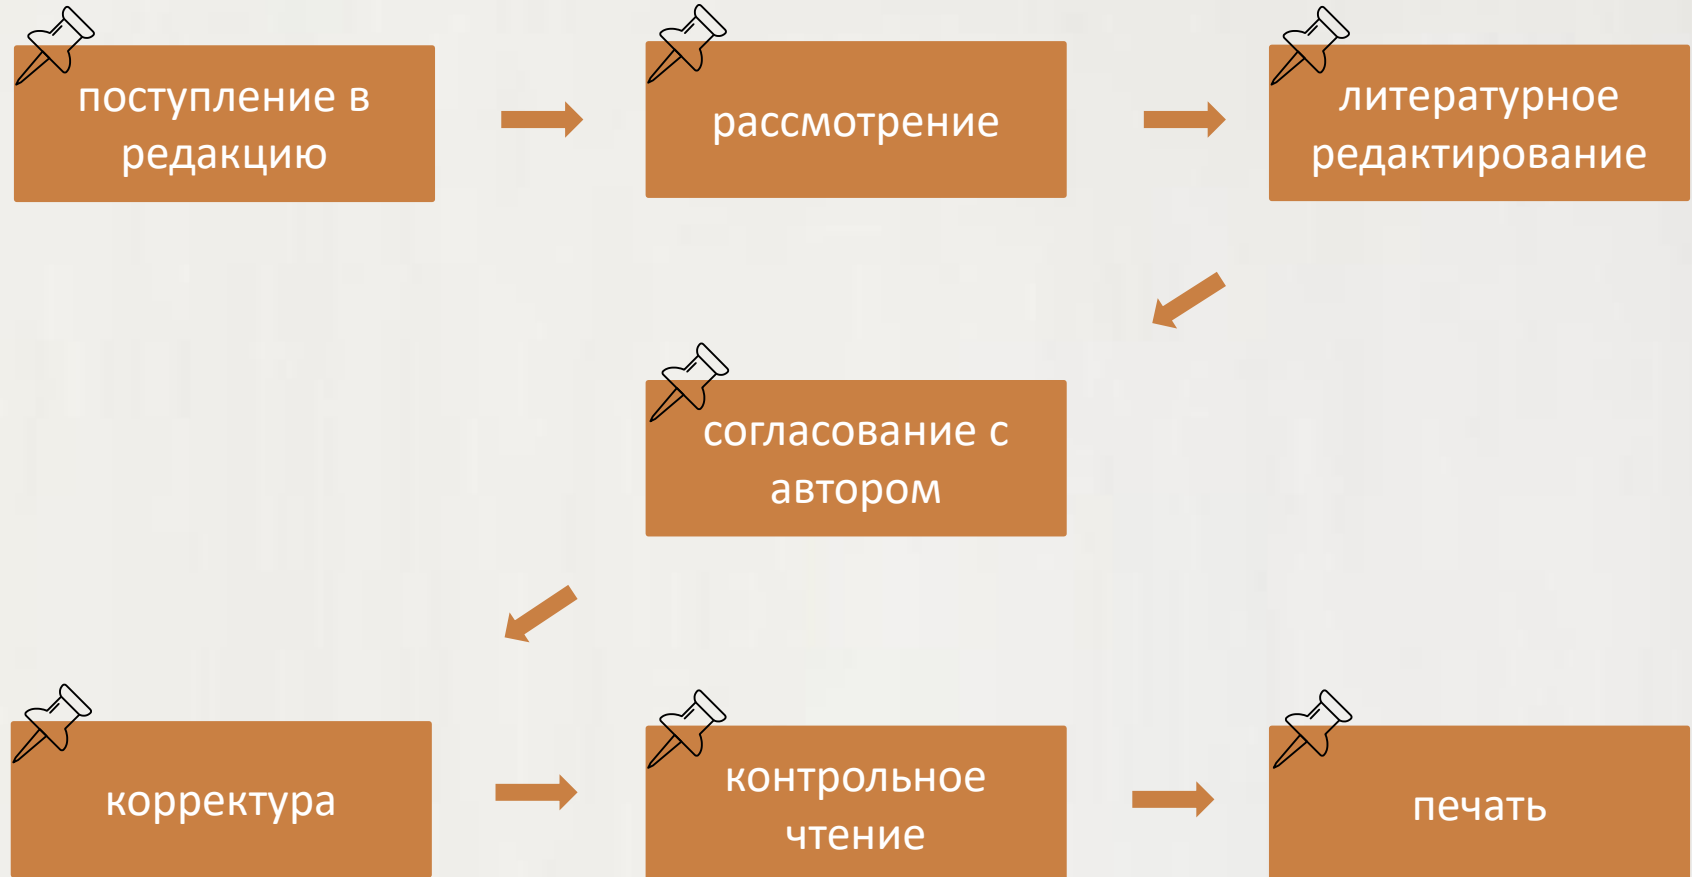 поступление в
редакцию
рассмотрение
литературное
редактирование
согласование с
автором
корректура
контрольное
чтение
печать